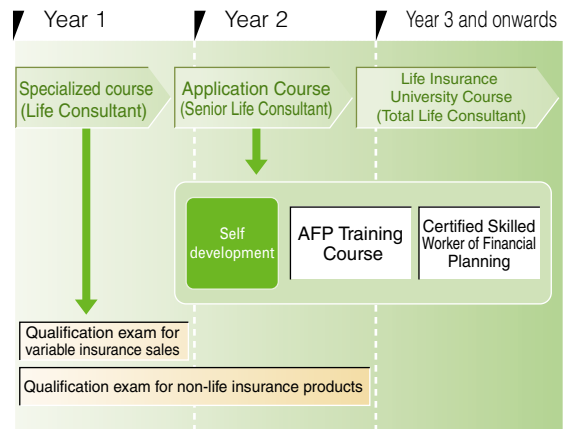 Year 1
Year 2
Year 3 and onwards
Specialized course
(Life Consultant)
Application Course
(Senior Life Consultant)
Life Insurance
University Course
(Total Life Consultant)
Self
development
AFP Training
Course
Certified Skilled
Worker of Financial
Planning
Qualification exam for
variable insurance sales
Qualification exam for non-life insurance products